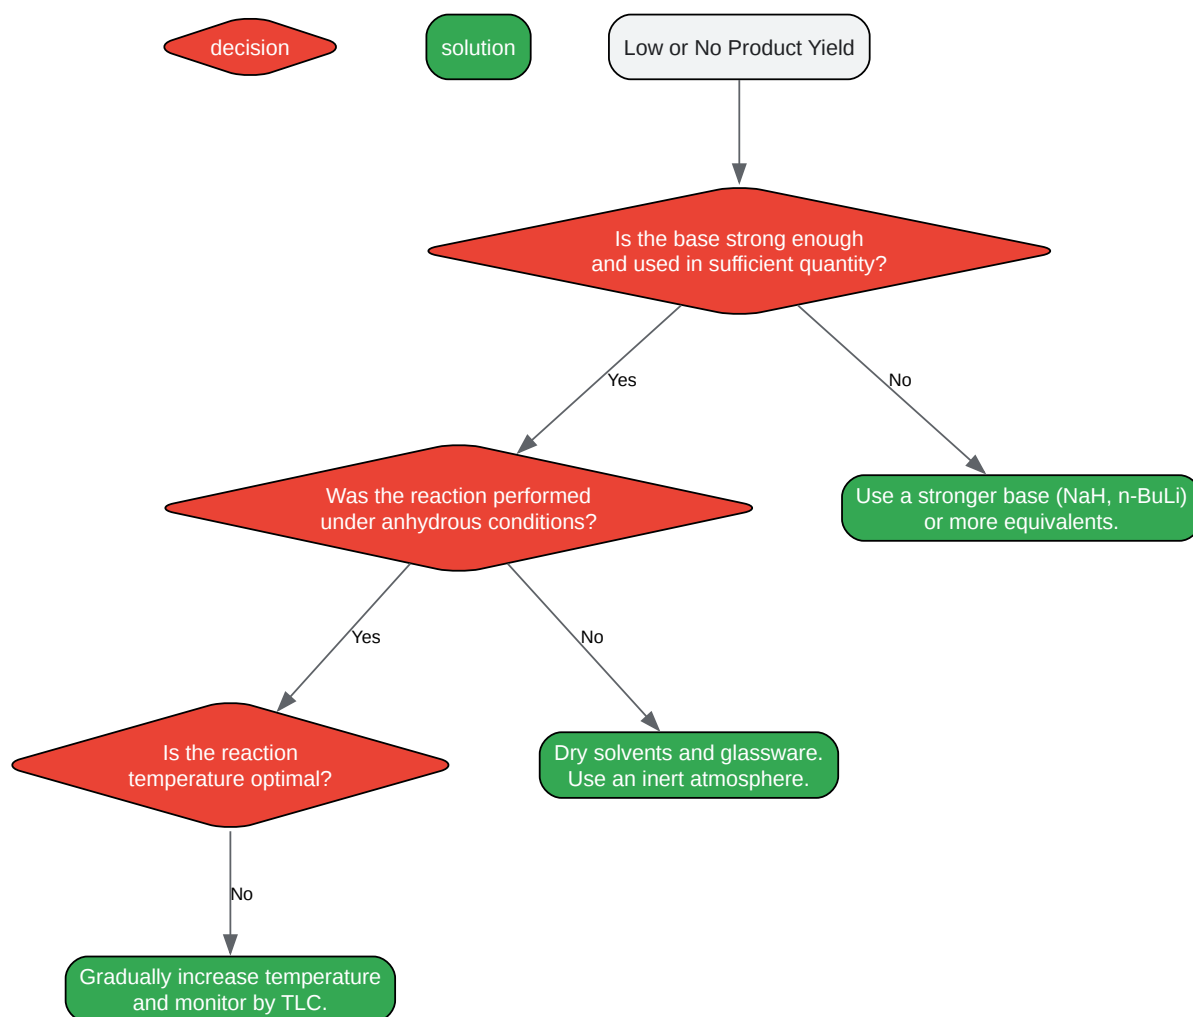 decision
solution
Low or No Product Yield
Is the base strong enough
and used in sufficient quantity?
Yes
No
Was the reaction performed
under anhydrous conditions?
Use a stronger base (NaH, n-BuLi)
or more equivalents.
Yes
No
Is the reaction
temperature optimal?
Dry solvents and glassware.
Use an inert atmosphere.
No
Gradually increase temperature
and monitor by TLC.